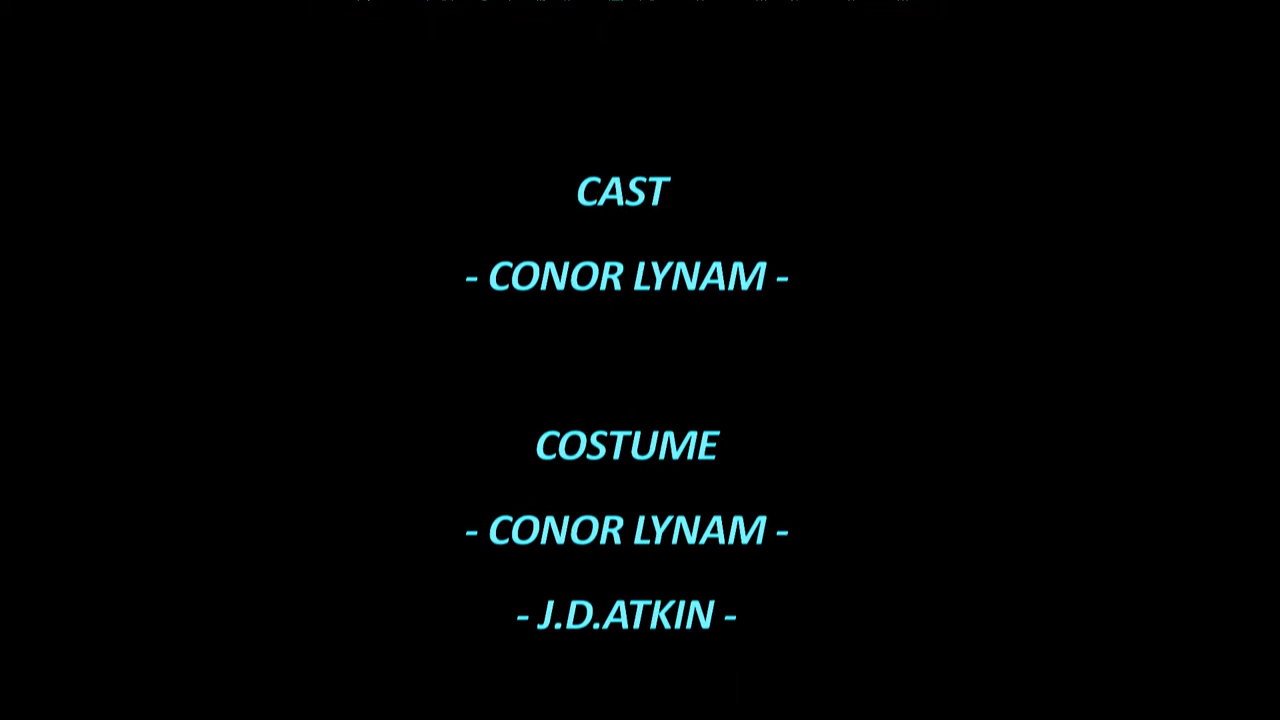 CAST
- CONOR LYNAM -
COSTUME
- CONOR LYNAM -
- J.D.ATKIN -